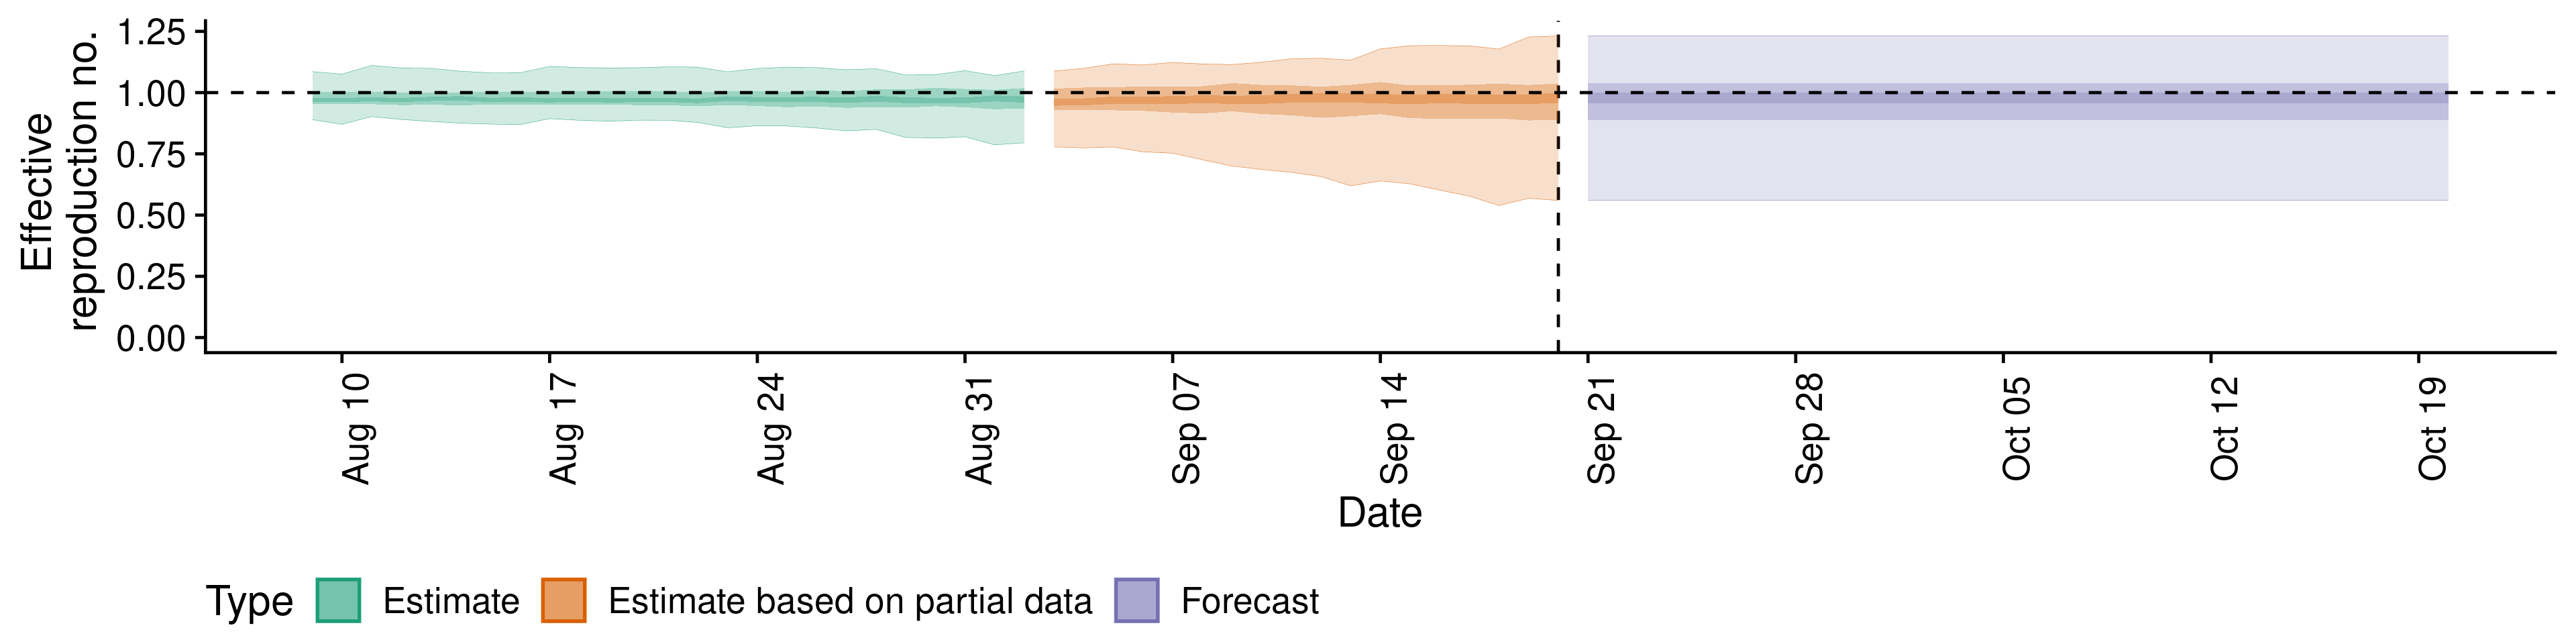 Effective
reproduction no.
1.25
1.00
0.75
0.50
0.25
0.00
Aug 10
Aug 17
Aug 24
Aug 31
Sep 07
Sep 14
Sep 21
Sep 28
Oct 05
Oct 12
Oct 19
Date
Type Estimate Estimate based on partial data Forecast